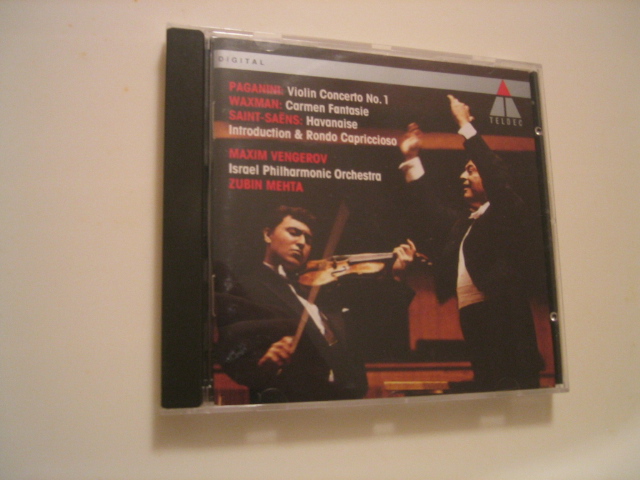 DIGITAL
PAGANINI: Violin Concerto No. 1
WAXMAN: Carmen Fantasie
SAINT-SAËNS: Havanaise
Introduction & Rondo Capriccioso
MAXIM VENGEROV
Israel Philharmonic Orchestra
ZUBIN MEHTA
TELDEC